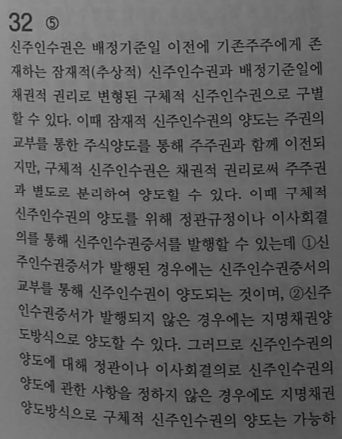 32 ⑤
신주인수권은 배정기준일 이전에 기존주주에게 존
재하는 잠재적(추상적) 신주인수권과 배정기준일에
채권적 권리로 변형된 구체적 신주인수권으로 구별
할 수 있다. 이때 잠재적 신주인수권의 양도는 주권의
교부를 통한 주식양도를 통해 주주권과 함께 이전되
지만, 구체적 신주인수권은 채권적 권리로써 주주권
과 별도로 분리하여 양도할 수 있다. 이때 구체적
신주인수권의 양도를 위해 정관규정이나 이사회결
의를 통해 신주인수권증서를 발행할 수 있는데 ①신
주인수권증서가 발행된 경우에는 신주인수권증서의
교부를 통해 신주인수권이 양도되는 것이며, ②신주
인수권증서가 발행되지 않은 경우에는 지명채권양
도방식으로 양도할 수 있다. 그러므로 신주인수권의
양도에 대해 정관이나 이사회결의로 신주인수권의
양도에 관한 사항을 정하지 않은 경우에도 지명채권
양도방식으로 구체적 신주인수권의 양도는 가능하